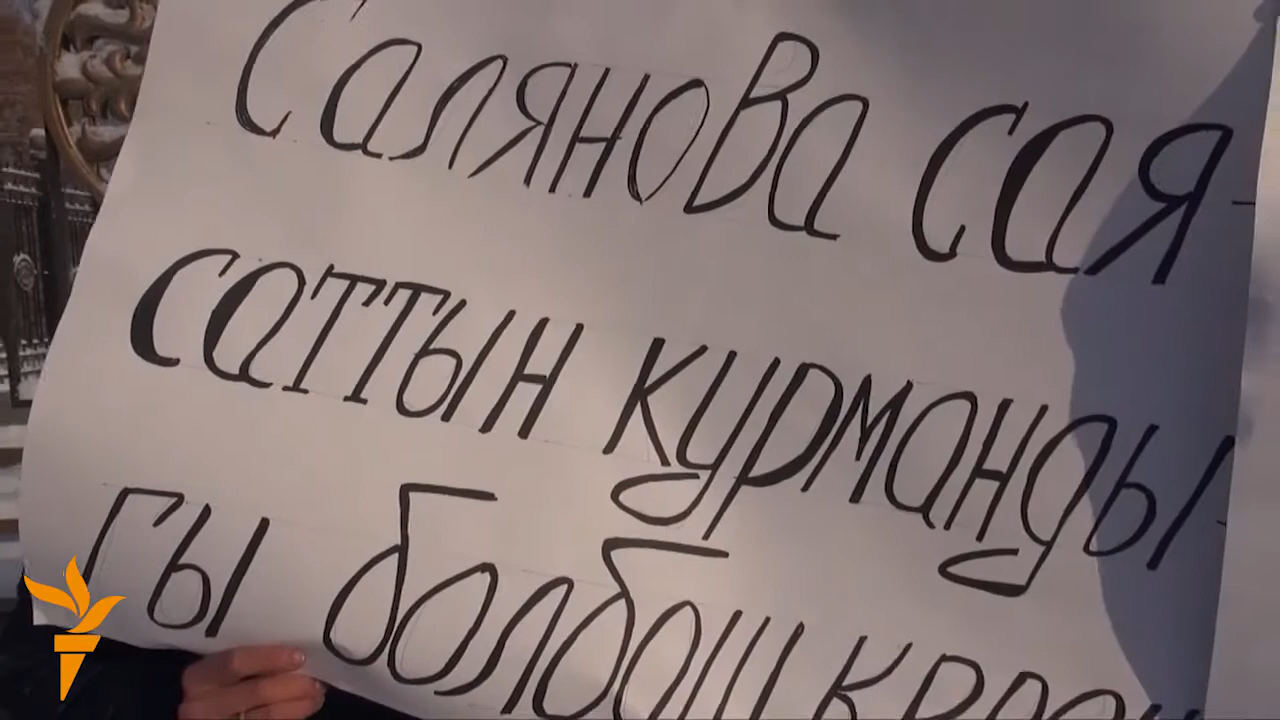 Салянова сая-
саттын курманды-
гы болбош